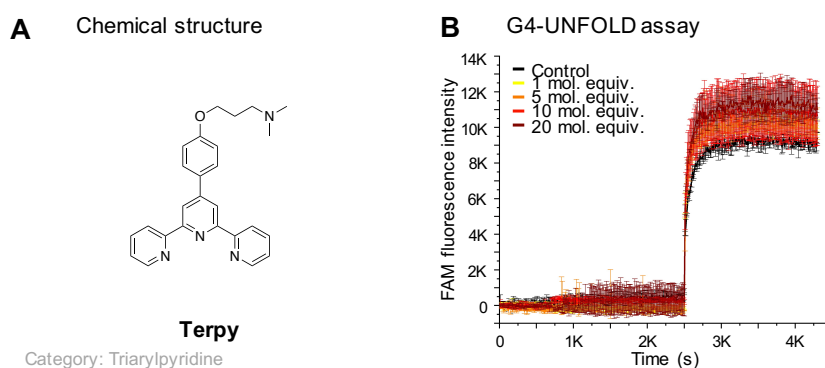 A Chemical structure
O
N
N
N
N
Terpy
Category: Triarylpyridine
B G4-UNFOLD assay
14K
12K
10K
8K
6K
4K
2K
0
FAM fluorescence intensity
Control
1 mol. equiv.
5 mol. equiv.
10 mol. equiv.
20 mol. equiv.
0 1K 2K 3K 4K
Time (s)